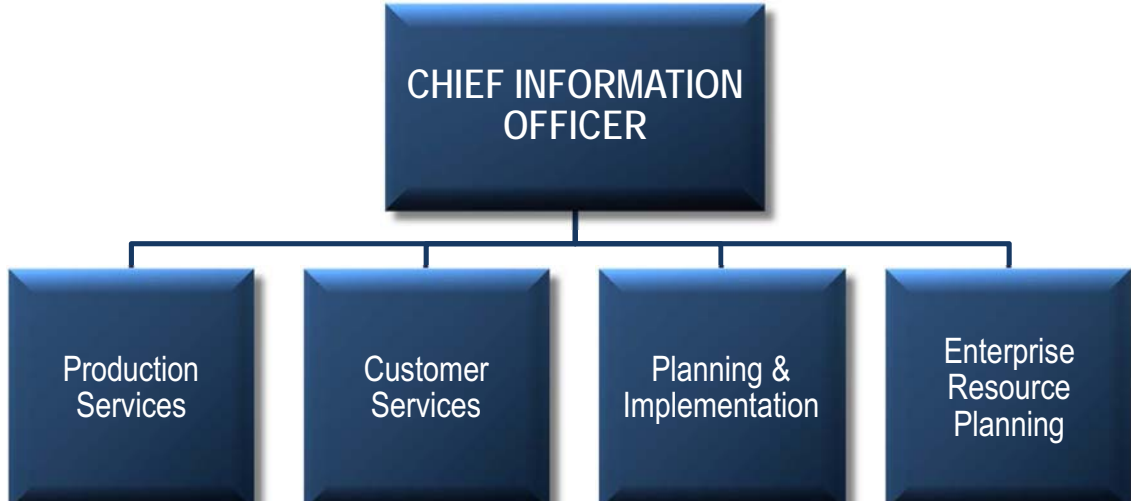 CHIEF INFORMATION
OFFICER
Production
Services
Customer
Services
Planning &
Implementation
Enterprise
Resource
Planning